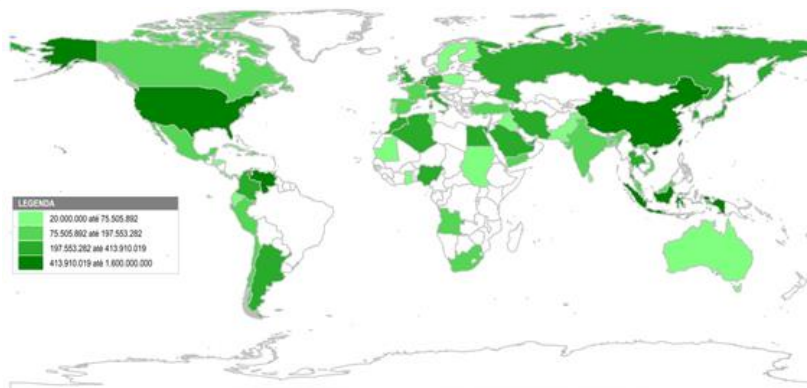 LEGENDA
20.000.000 até 75.505.892
75.505.892 até 197.553.282
197.553.282 até 413.910.019
413.910.019 até 1.600.000.000